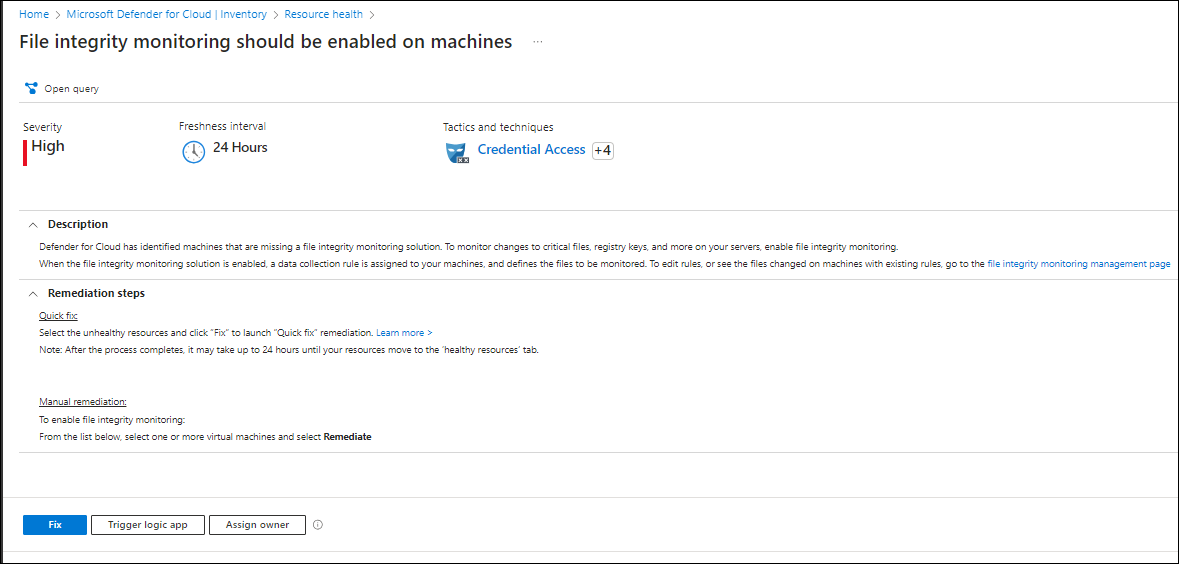 Home > Microsoft Defender for Cloud | Inventory > Resource health >
File integrity monitoring should be enabled on machines ...
Open query
Severity
High
Freshness interval
24 Hours
Tactics and techniques
Credential Access +4
Description
Defender for Cloud has identified machines that are missing a file integrity monitoring solution. To monitor changes to critical files, registry keys, and more on your servers, enable file integrity monitoring.
When the file integrity monitoring solution is enabled, a data collection rule is assigned to your machines, and defines the files to be monitored. To edit rules, or see the files changed on machines with existing rules, go to the file integrity monitoring management page
Remediation steps
Quick fix:
Select the unhealthy resources and click "Fix" to launch "Quick fix" remediation. Learn more >
Note: After the process completes, it may take up to 24 hours until your resources move to the 'healthy resources' tab.
Manual remediation:
To enable file integrity monitoring:
From the list below, select one or more virtual machines and select Remediate
Fix Trigger logic app Assign owner